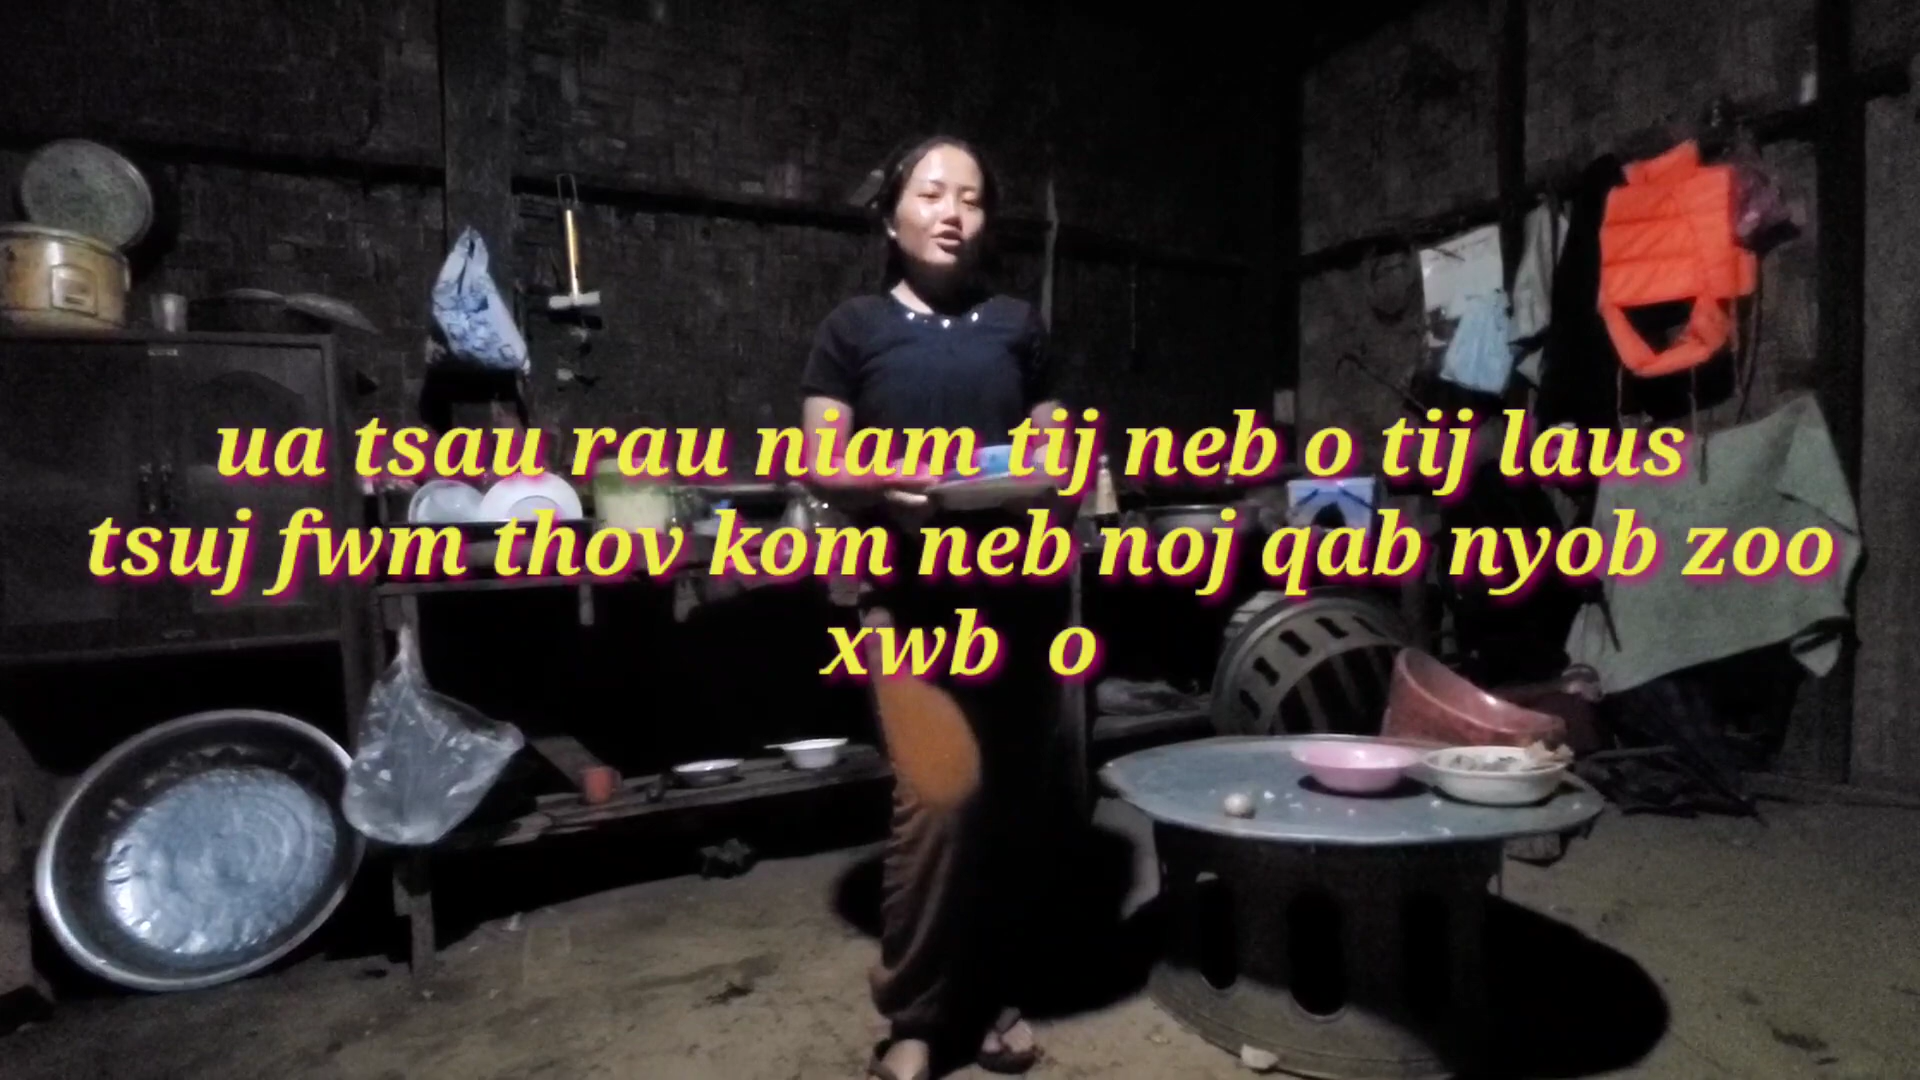 ua tsau rau niam tij neb o tij laus
tsuj fwm thov kom neb noj qab nyob zoo
xwb o